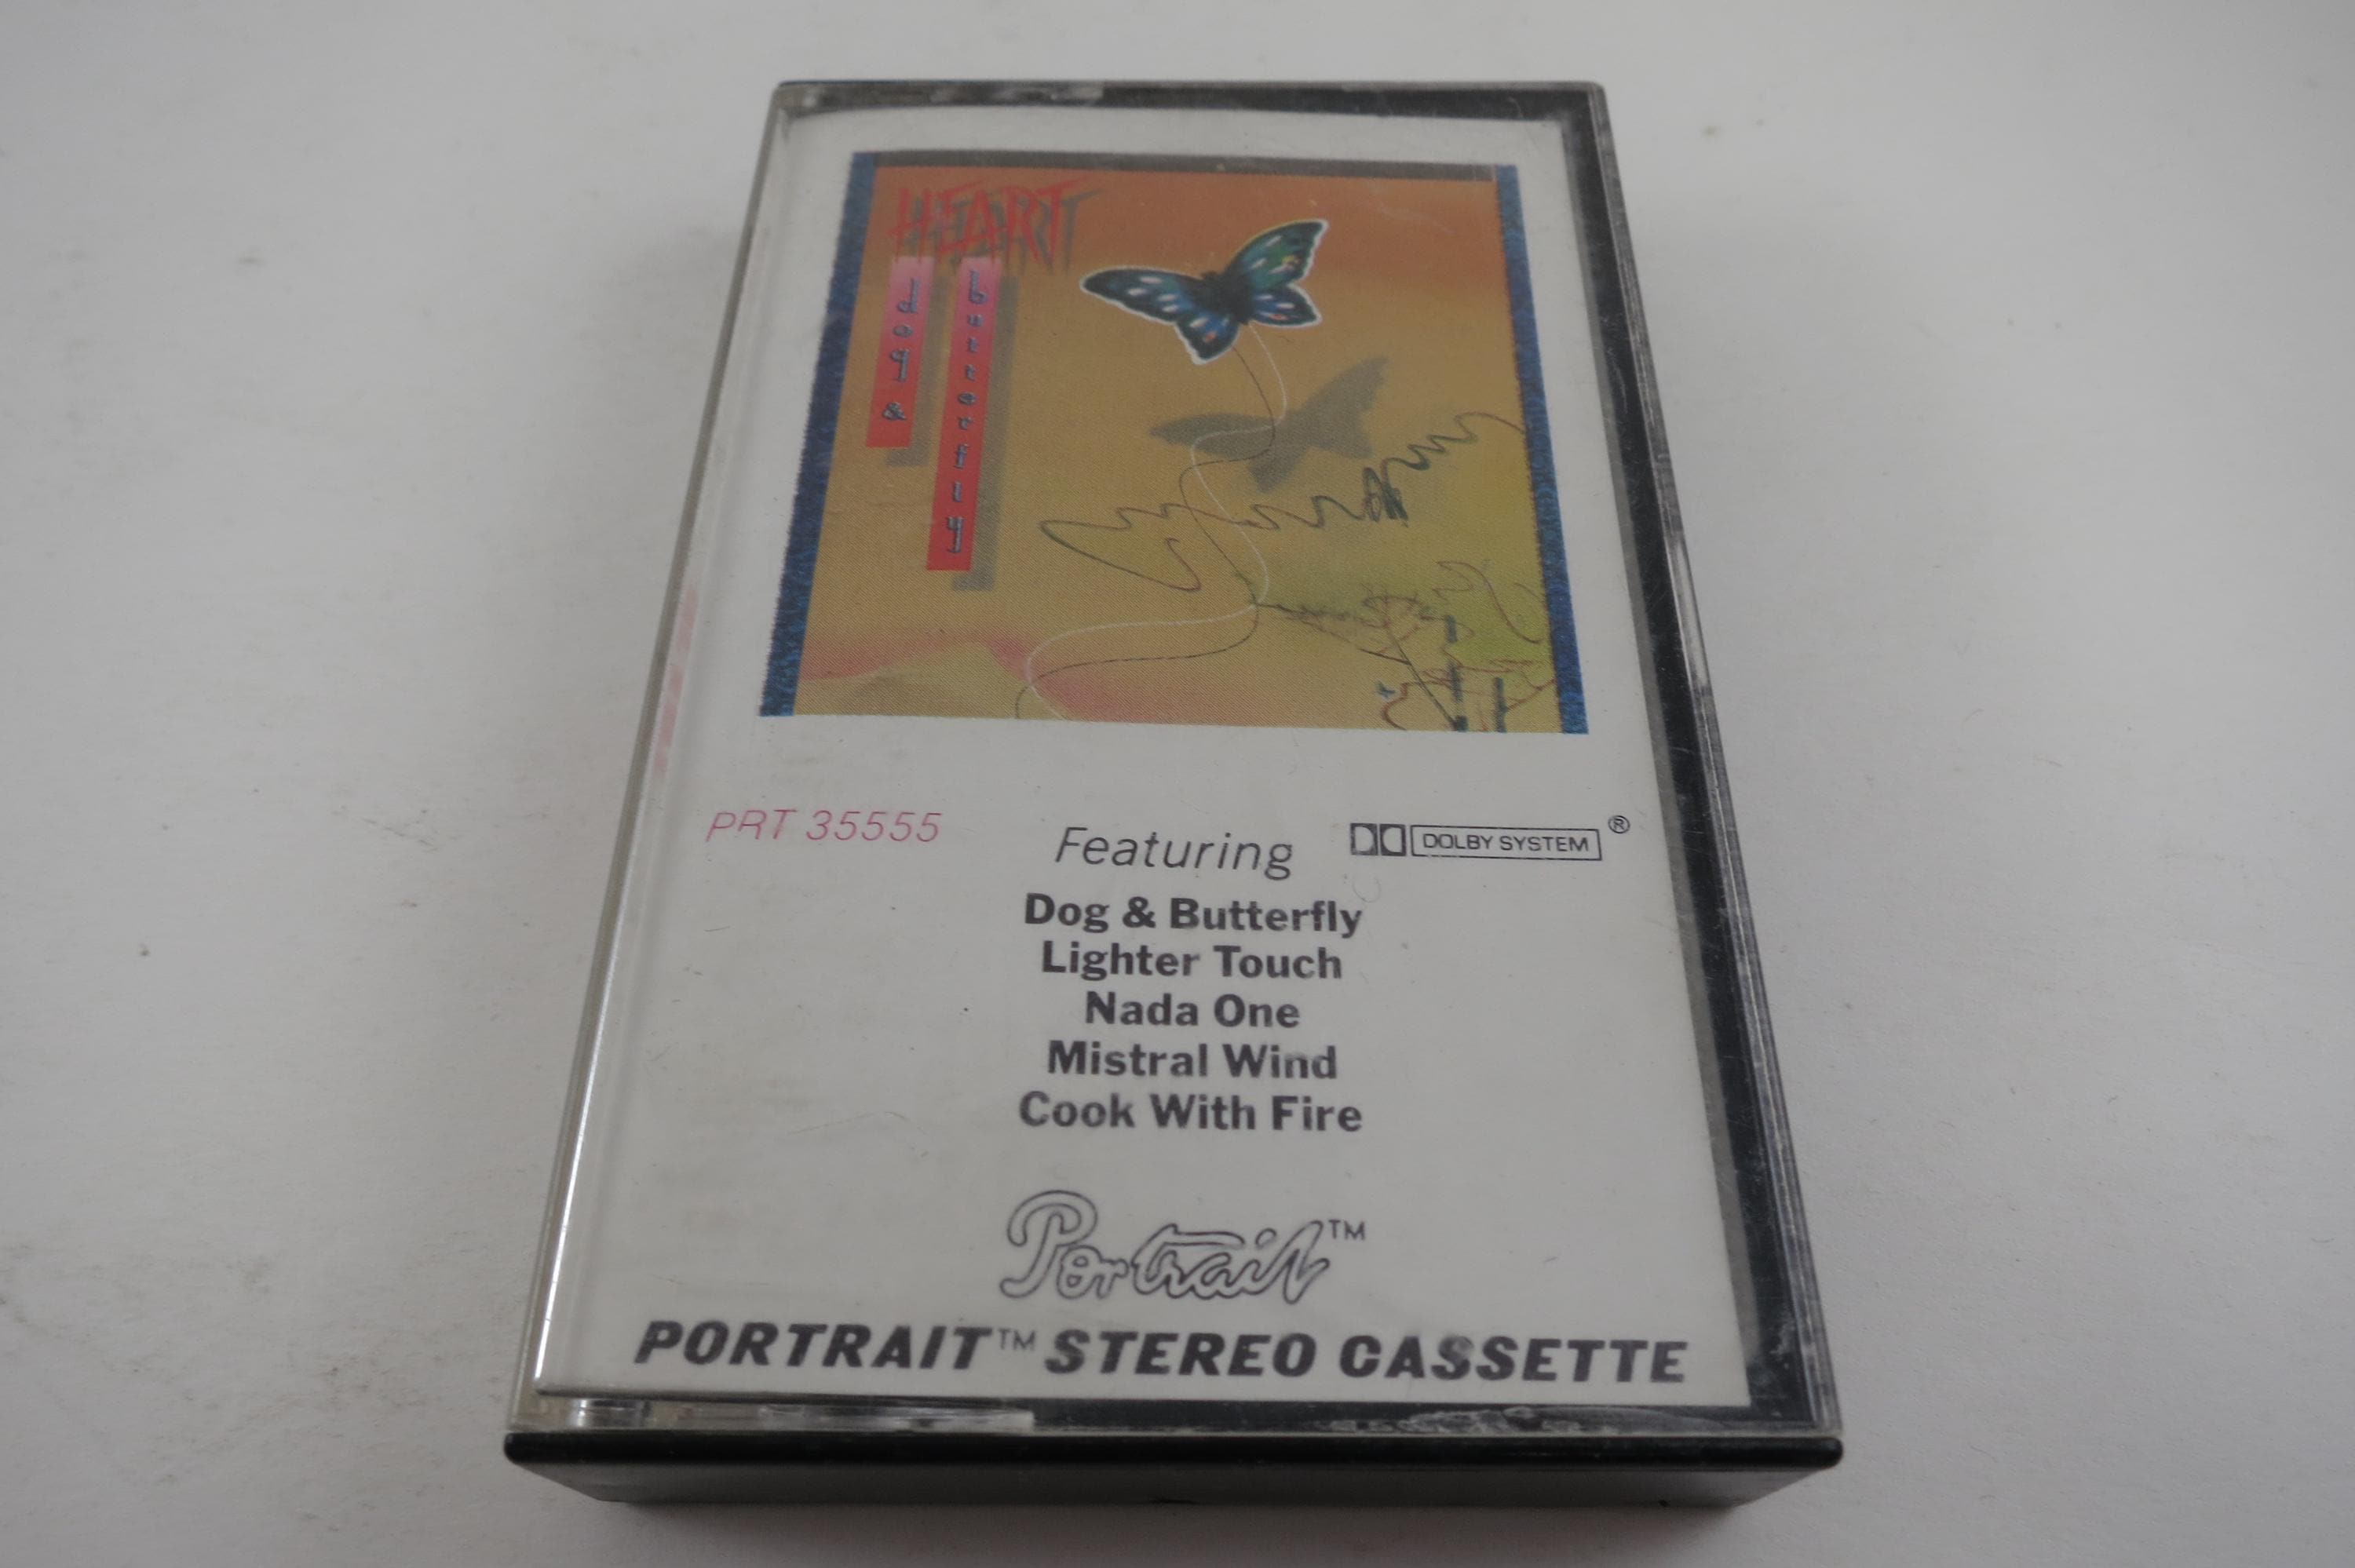 HEART
dog &
butterfly
PRT 35555
Featuring
DOLBY SYSTEM®
Dog & Butterfly
Lighter Touch
Nada One
Mistral Wind
Cook With Fire
Portrait™
PORTRAIT™ STEREO CASSETTE